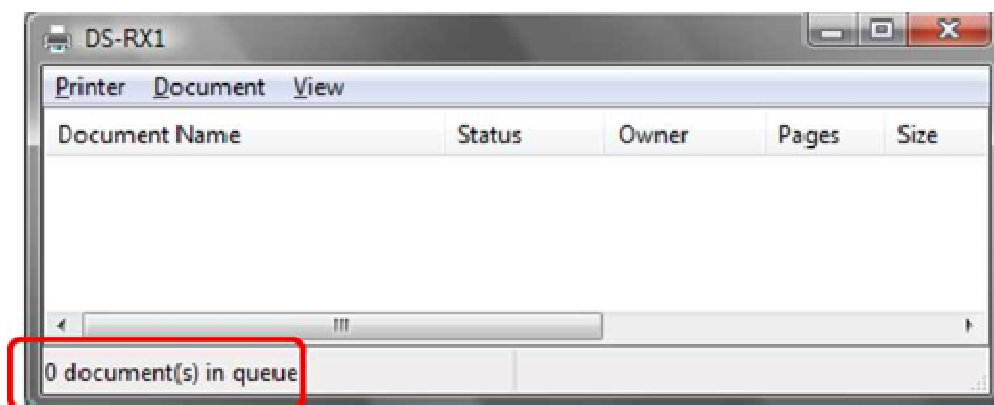 DS-RX1
Printer Document View
Document Name Status Owner Pages Size
0 document(s) in queue